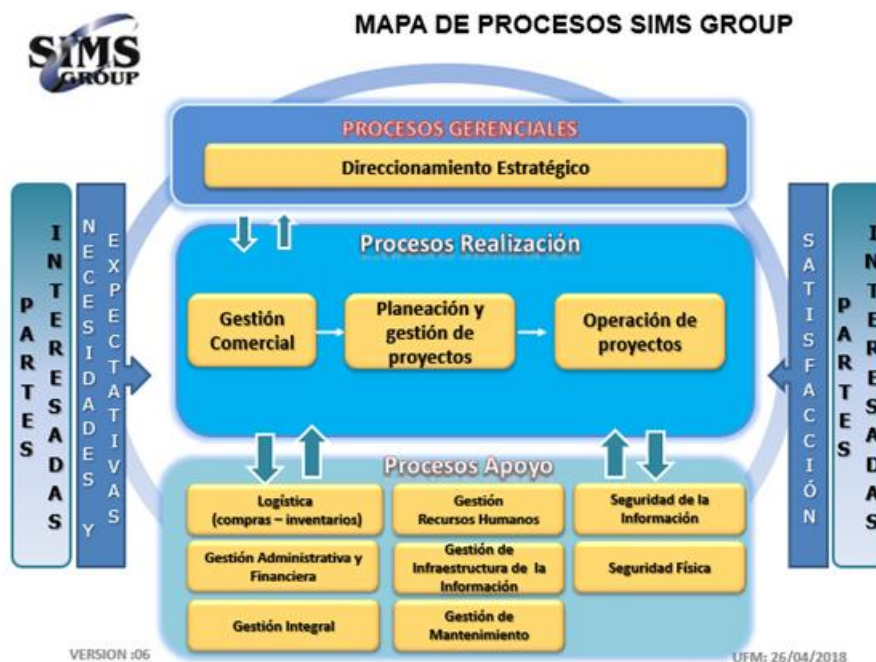 SIMS
GROUP
MAPA DE PROCESOS SIMS GROUP
PROCESOS GERENCIALES
Direccionamiento Estratégico
PARTES
INTERESADAS
NECESIDADES Y
EXPECTATIVAS
Procesos Realización
Gestión
Comercial
Planeación y
gestión de
proyectos
Operación de
proyectos
SATISFACCIÓN
PARTES
INTERESADAS
Procesos Apoyo
Logística
(compras – inventarios)
Gestión
Recursos Humanos
Seguridad de la
Información
Gestión Administrativa y
Financiera
Gestión de
Infraestructura de la
Información
Seguridad Física
Gestión Integral
Gestión de
Mantenimiento
VERSION :06
UFM: 26/04/2018